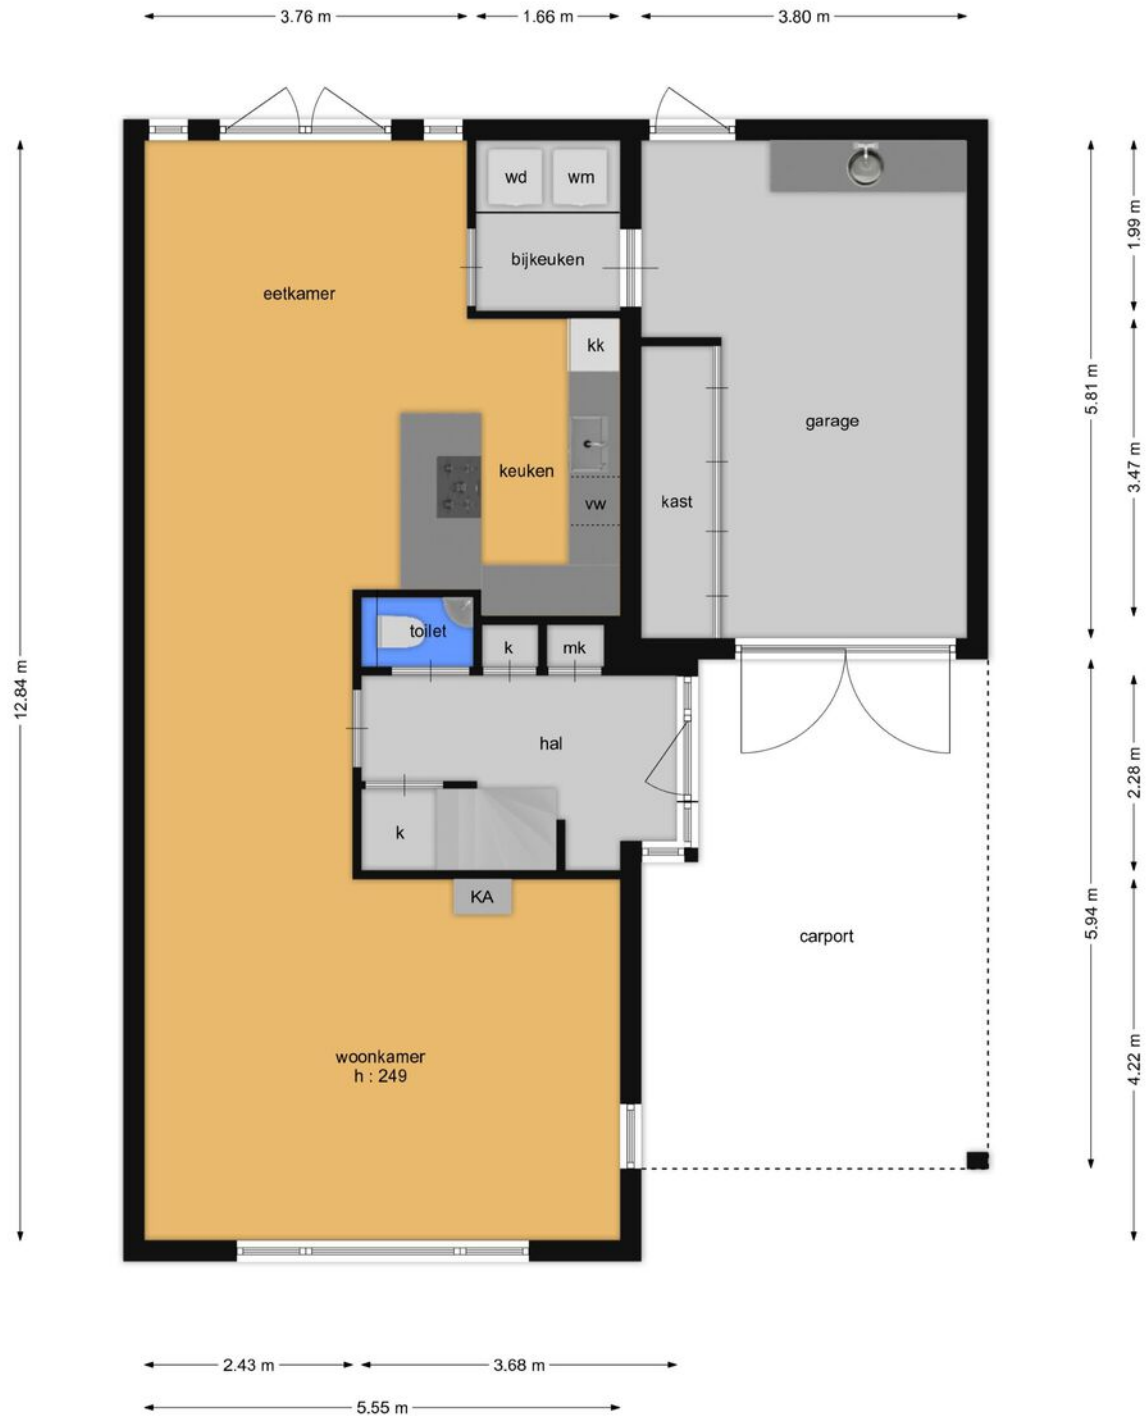 3.76 m
1.66 m
3.80 m
wd
wm
bijkeuken
eetkamer
kk
garage
keuken
vw
kast
toilet
k
mk
hal
k
KA
carport
woonkamer
h : 249
12.84 m
5.81 m
1.99 m
3.47 m
2.28 m
5.94 m
4.22 m
2.43 m
3.68 m
5.55 m